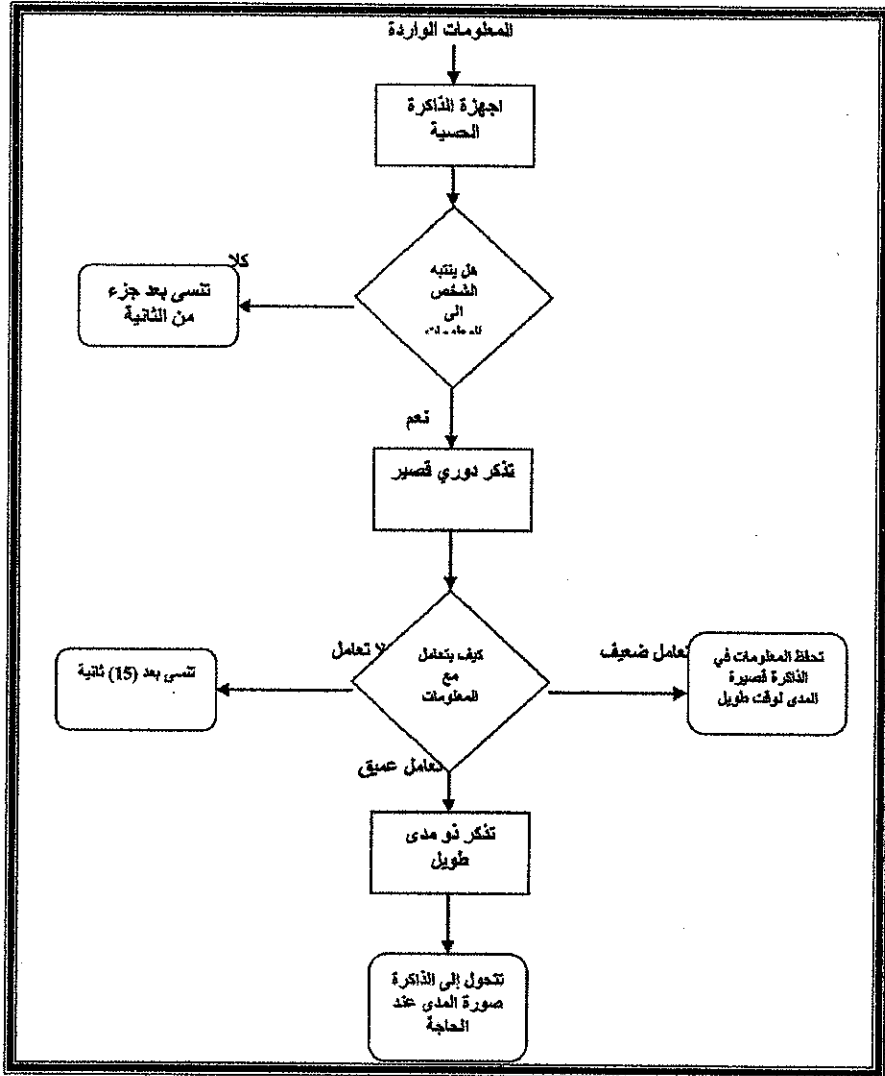 المعلومات الواردة
اجهزة الذاكرة
الحسية
هل ينتبه
الشخص
الى
المعلومات
كلا
تنسى بعد جزء
من الثانية
نعم
تذكر دوري قصير
كيف يتعامل
مع
المعلومات
لا تعامل
تنسى بعد (15) ثانية
تعامل ضعيف
تحفظ المعلومات في
الذاكرة قصيرة
المدى لوقت طويل
تعامل عميق
تذكر ذو مدى
طويل
تتحول إلى الذاكرة
صورة المدى عند
الحاجة